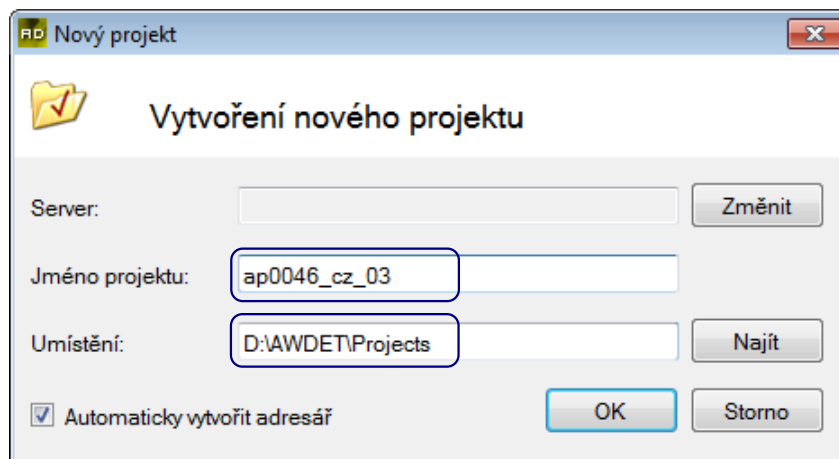 RD Nový projekt
Vytvoření nového projektu
Server: Změnit
Jméno projektu: ap0046_cz_03
Umístění: D:\AWDET\Projects Najít
Automaticky vytvořit adresář OK Storno